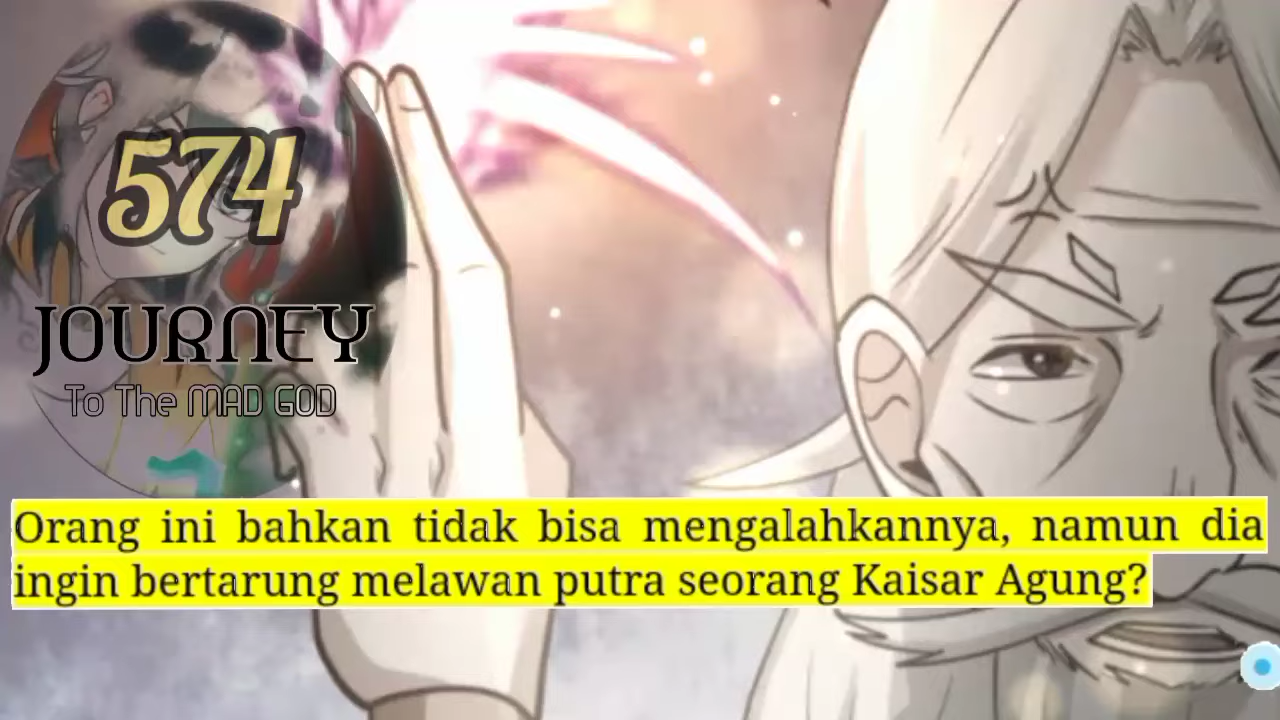 574
JOURNEY
To The MAD GOD
Orang ini bahkan tidak bisa mengalahkannya, namun dia
ingin bertarung melawan putra seorang Kaisar Agung?